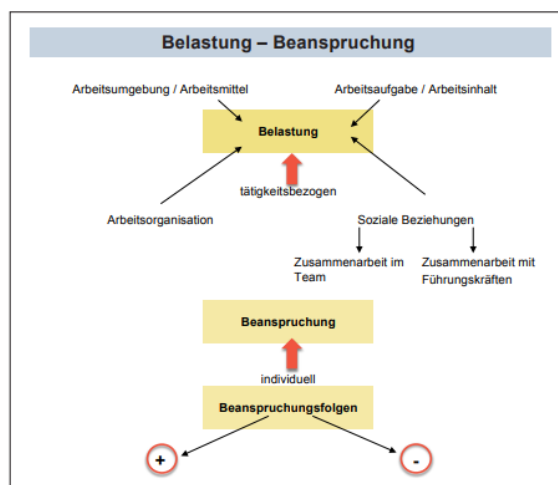 Belastung – Beanspruchung
Arbeitsumgebung / Arbeitsmittel
Arbeitsaufgabe / Arbeitsinhalt
Belastung
tätigkeitsbezogen
Arbeitsorganisation
Soziale Beziehungen
Zusammenarbeit im
Team
Zusammenarbeit mit
Führungskräften
Beanspruchung
individuell
Beanspruchungsfolgen
+
-